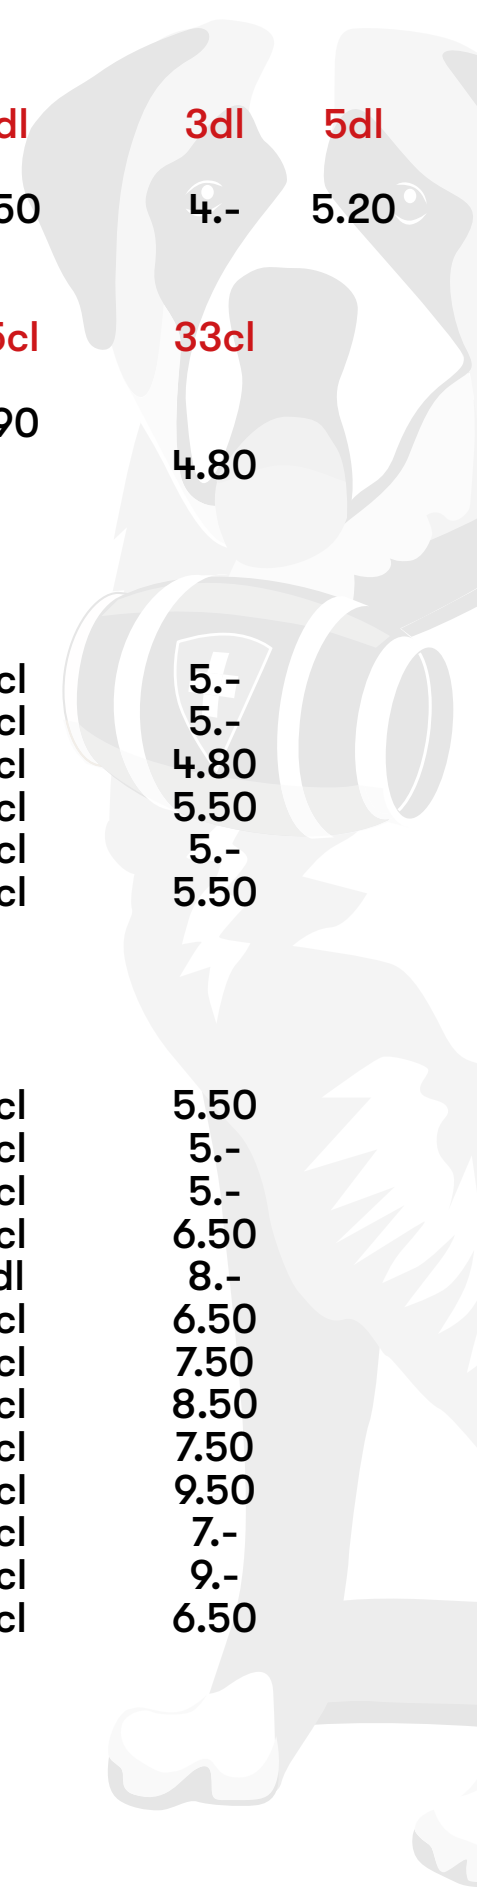 dl 3dl 5dl
50 4.- 5.20
5cl 33cl
90
4.80
cl 5.-
cl 5.-
cl 4.80
cl 5.50
cl 5.-
cl 5.50
cl 5.50
cl 5.-
cl 5.-
cl 6.50
dl 8.-
cl 6.50
cl 7.50
cl 8.50
cl 7.50
cl 9.50
cl 7.-
cl 9.-
cl 6.50